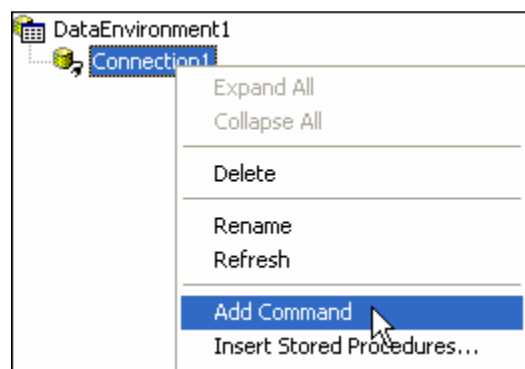 DataEnvironment1
Connection1
Expand All
Collapse All
Delete
Rename
Refresh
Add Command
Insert Stored Procedures...